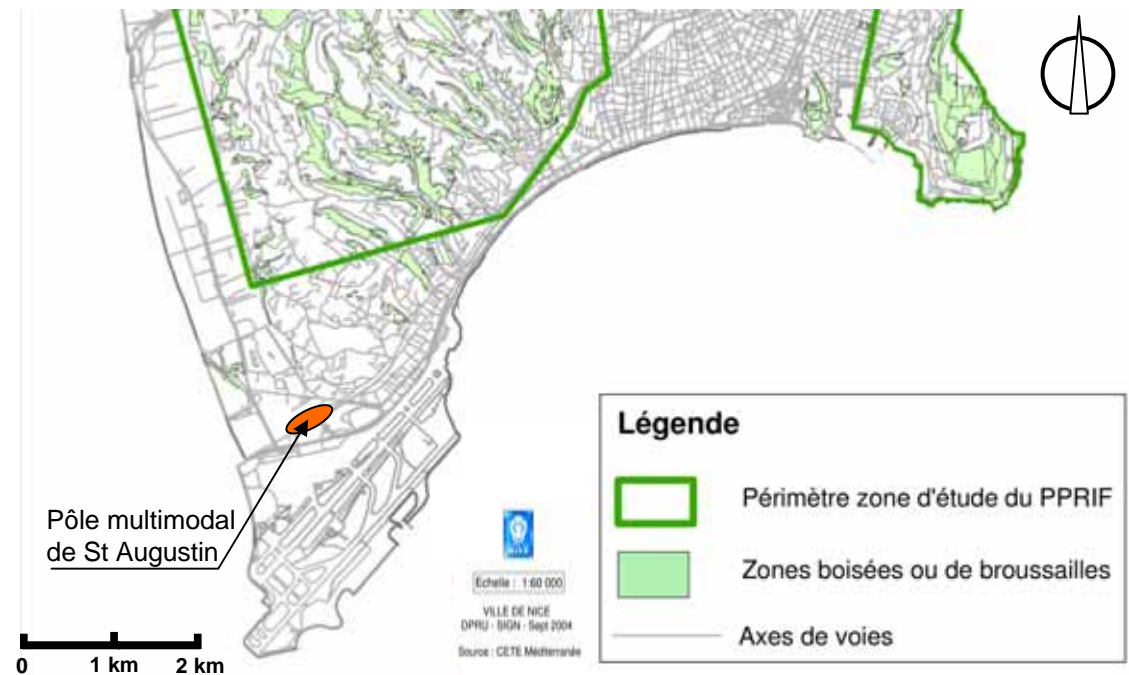 Pôle multimodal
de St Augustin
0 1 km 2 km
NICE
Echelle : 1:60 000
VILLE DE NICE
DPRU - SIGN - Sept 2004
Source : CETE Méditerranée
Légende
Périmètre zone d'étude du PPRIF
Zones boisées ou de broussailles
Axes de voies